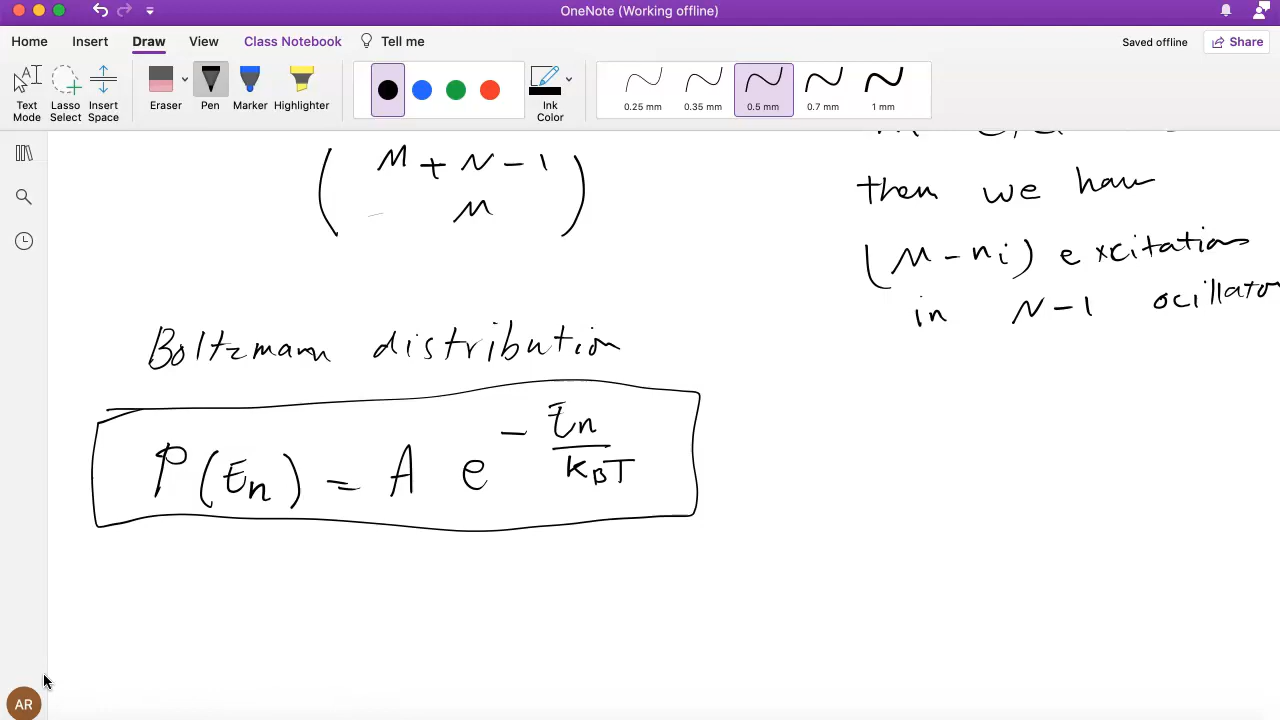 OneNote (Working offline)
Home Insert Draw View Class Notebook Tell me
Saved offline Share
Text Mode Lasso Select Insert Space Eraser Pen Marker Highlighter Ink Color 0.25 mm 0.35 mm 0.5 mm 0.7 mm 1 mm
( M + N - 1
M )
then we have
(M - ni) excitations
in N-1 ocillator
Boltzmann distribution
P(En) = A e^{- En / KBT}
AR